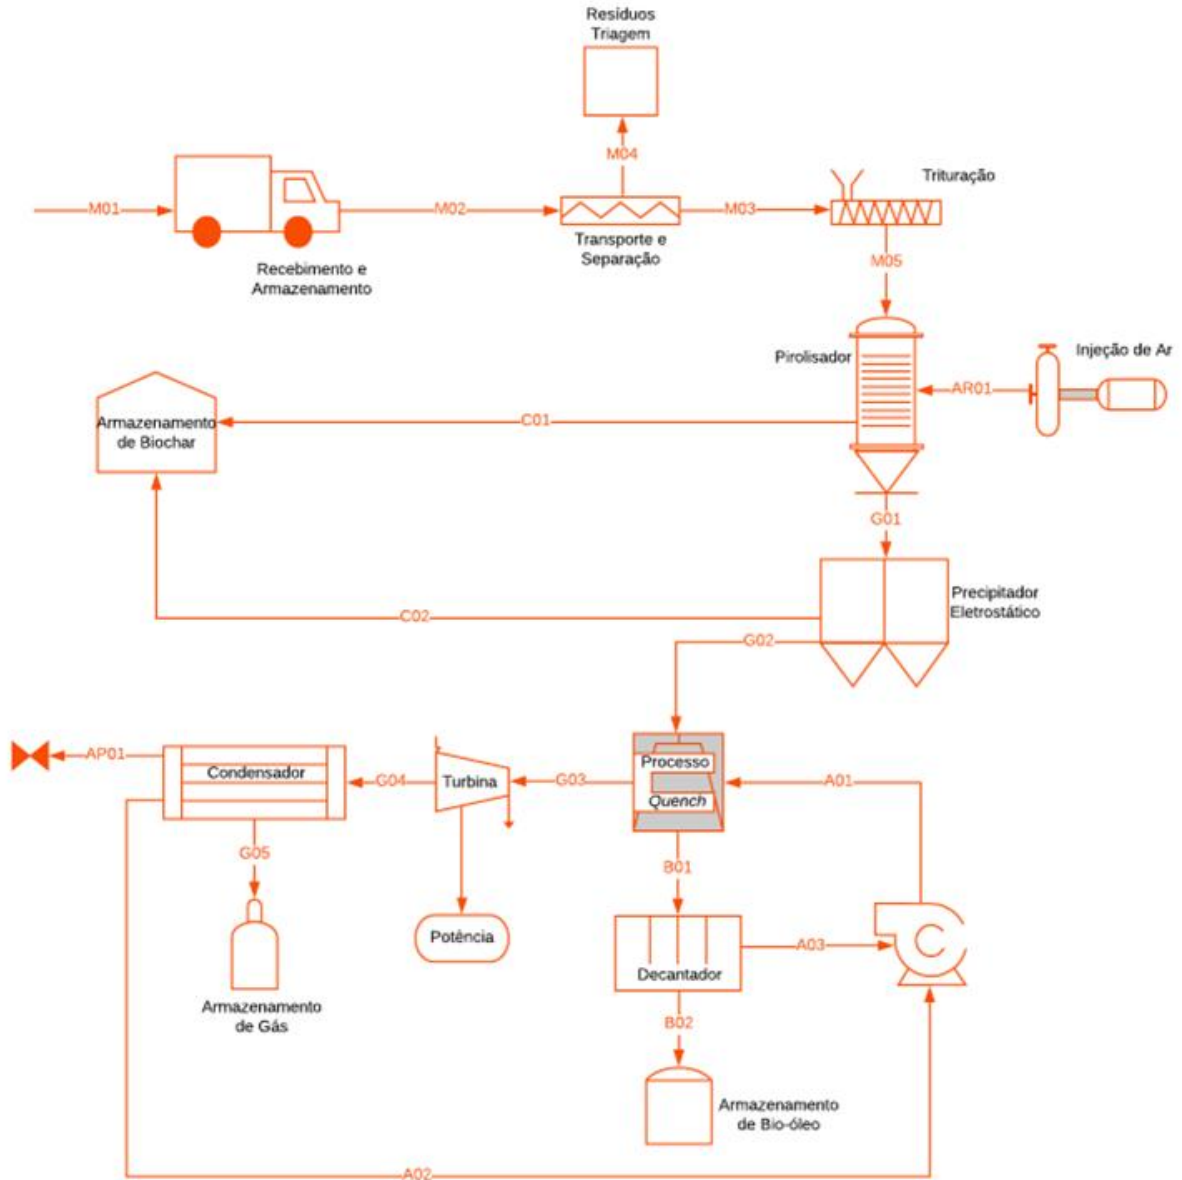 Resíduos
Triagem
M04
M01
M02
M03
Trituração
Transporte e
Separação
Recebimento e
Armazenamento
M05
Pirolisador
Injeção de Ar
AR01
Armazenamento
de Biochar
C01
G01
Precipitador
Eletrostático
C02
G02
AP01
Condensador
G04
Turbina
G03
Processo
Quench
A01
G05
B01
Potência
Decantador
A03
Armazenamento
de Gás
B02
Armazenamento
de Bio-óleo
A02